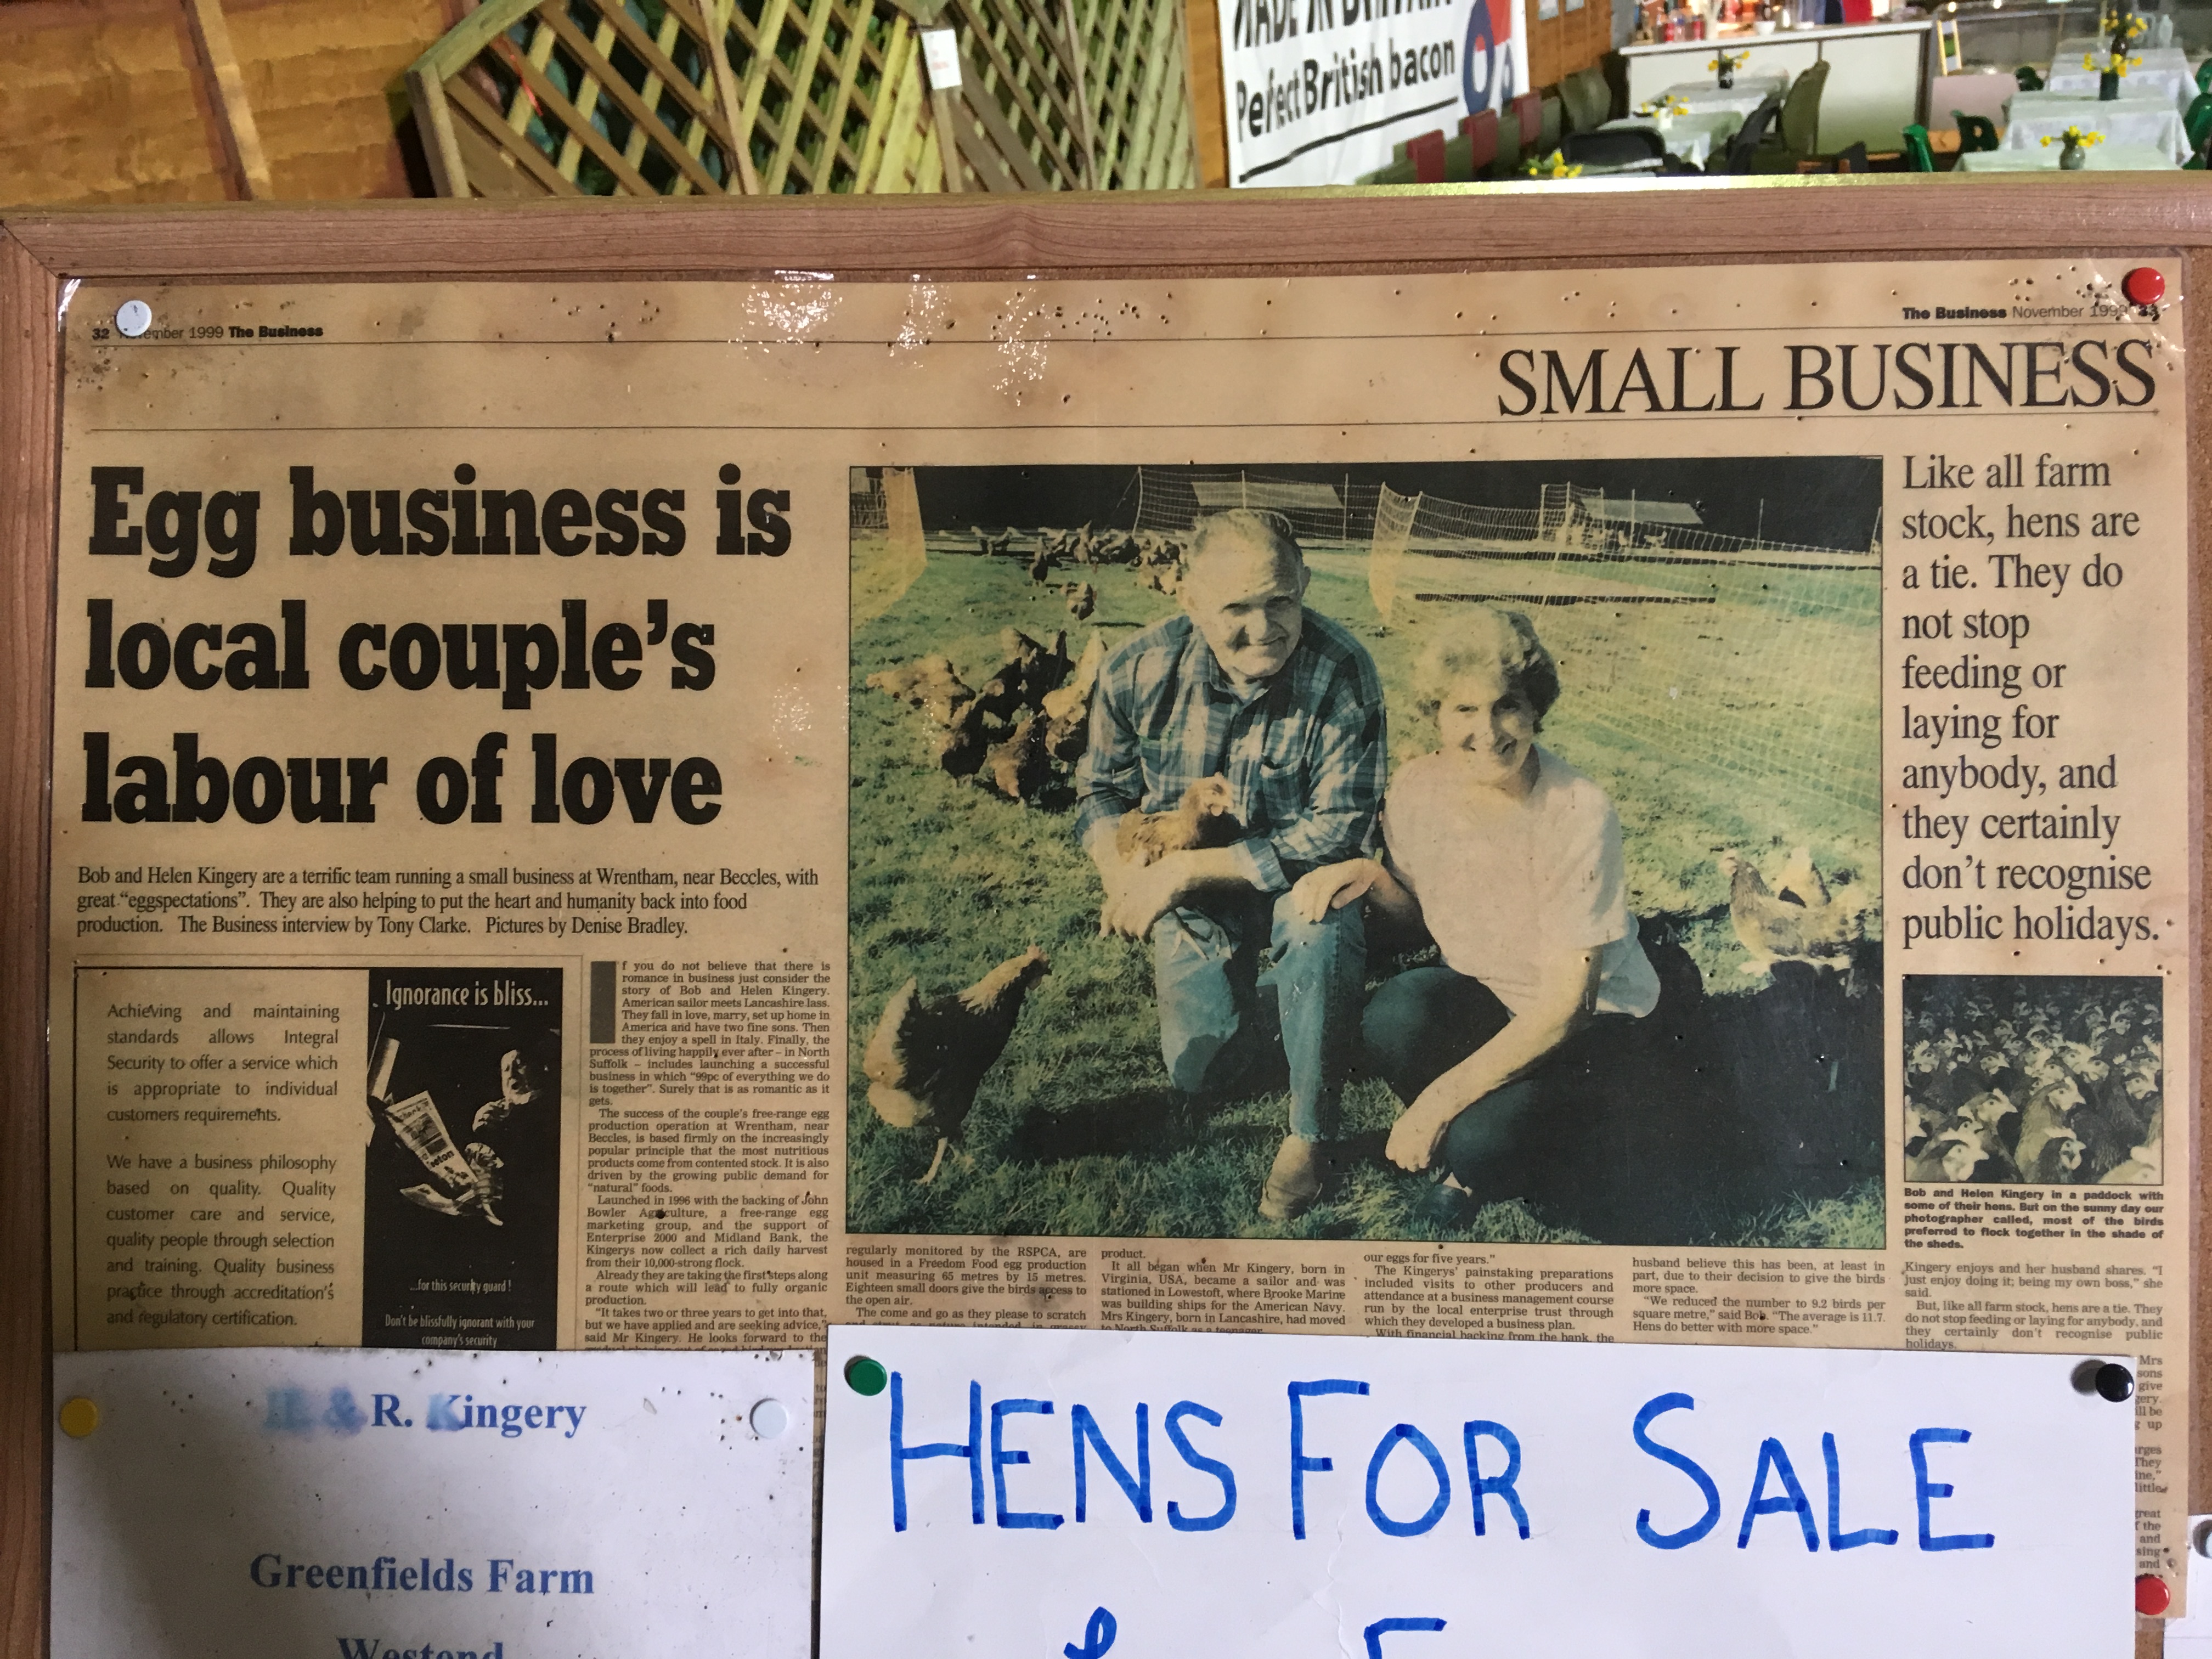 MADE IN BRITAIN
Perfect British bacon
32 November 1999 The Business
The Business November 1999 33
SMALL BUSINESS
Egg business is
local couple's
labour of love
Bob and Helen Kingery are a terrific team running a small business at Wrentham, near Beccles, with
great "eggspectations". They are also helping to put the heart and humanity back into food
production. The Business interview by Tony Clarke. Pictures by Denise Bradley.
Achieving and maintaining
standards allows Integral
Security to offer a service which
is appropriate to individual
customers requirements.
We have a business philosophy
based on quality. Quality
customer care and service,
quality people through selection
and training. Quality business
practice through accreditation's
and regulatory certification.
Ignorance is bliss...
...for this security guard!
Don't be blissfully ignorant with your
company's security
If you do not believe that there is
romance in business just consider the
story of Bob and Helen Kingery.
American sailor meets Lancashire lass.
They fall in love, marry, set up home in
America and have two fine sons. Then
they enjoy a spell in Italy. Finally, the
process of living happily ever after – in North
Suffolk – includes launching a successful
business in which "99pc of everything we do
is together". Surely that is as romantic as it
gets.
The success of the couple's free-range egg
production operation at Wrentham, near
Beccles, is based firmly on the increasingly
popular principle that the most nutritious
products come from contented stock. It is also
driven by the growing public demand for
"natural" foods.
Launched in 1996 with the backing of John
Bowler Agriculture, a free-range egg
marketing group, and the support of
Enterprise 2000 and Midland Bank, the
Kingerys now collect a rich daily harvest
from their 10,000-strong flock.
Already they are taking the first steps along
a route which will lead to fully organic
production.
"It takes two or three years to get into that,
but we have applied and are seeking advice,"
said Mr Kingery. He looks forward to the
regularly monitored by the RSPCA, are
housed in a Freedom Food egg production
unit measuring 65 metres by 15 metres.
Eighteen small doors give the birds access to
the open air.
The come and go as they please to scratch
product.
It all began when Mr Kingery, born in
Virginia, USA, became a sailor and was
stationed in Lowestoft, where Brooke Marine
was building ships for the American Navy.
Mrs Kingery, born in Lancashire, had moved
to North Suffolk as a teenager.
our eggs for five years."
The Kingerys' painstaking preparations
included visits to other producers and
attendance at a business management course
run by the local enterprise trust through
which they developed a business plan.
With financial backing from the bank, the
husband believe this has been, at least in
part, due to their decision to give the birds
more space.
"We reduced the number to 9.2 birds per
square metre," said Bob. "The average is 11.7.
Hens do better with more space."
Like all farm
stock, hens are
a tie. They do
not stop
feeding or
laying for
anybody, and
they certainly
don't recognise
public holidays.
Bob and Helen Kingery in a paddock with
some of their hens. But on the sunny day our
photographer called, most of the birds
preferred to flock together in the shade of
the sheds.
Kingery enjoys and her husband shares. "I
just enjoy doing it; being my own boss," she
said.
But, like all farm stock, hens are a tie. They
do not stop feeding or laying for anybody, and
they certainly don't recognise public
holidays.
Mrs
sons
give
up
little
great
the
and
and
& R. Kingery
Greenfields Farm
Westend
HENS FOR SALE